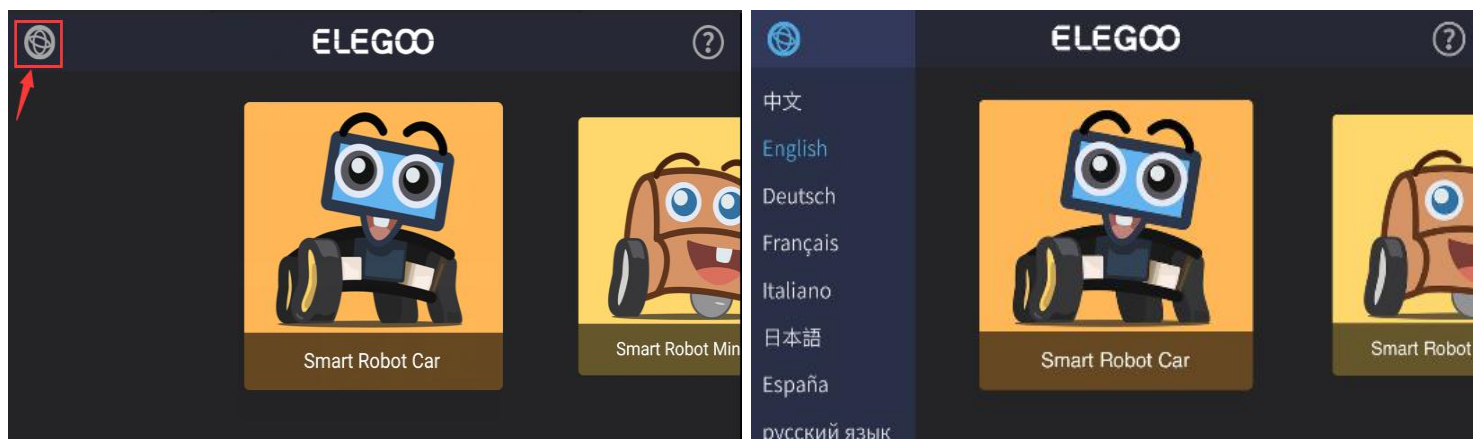 ELEGOO
?
Smart Robot Car
Smart Robot Min
ELEGOO
?
中文
English
Deutsch
Français
Italiano
日本語
España
русский язык
Smart Robot Car
Smart Robot